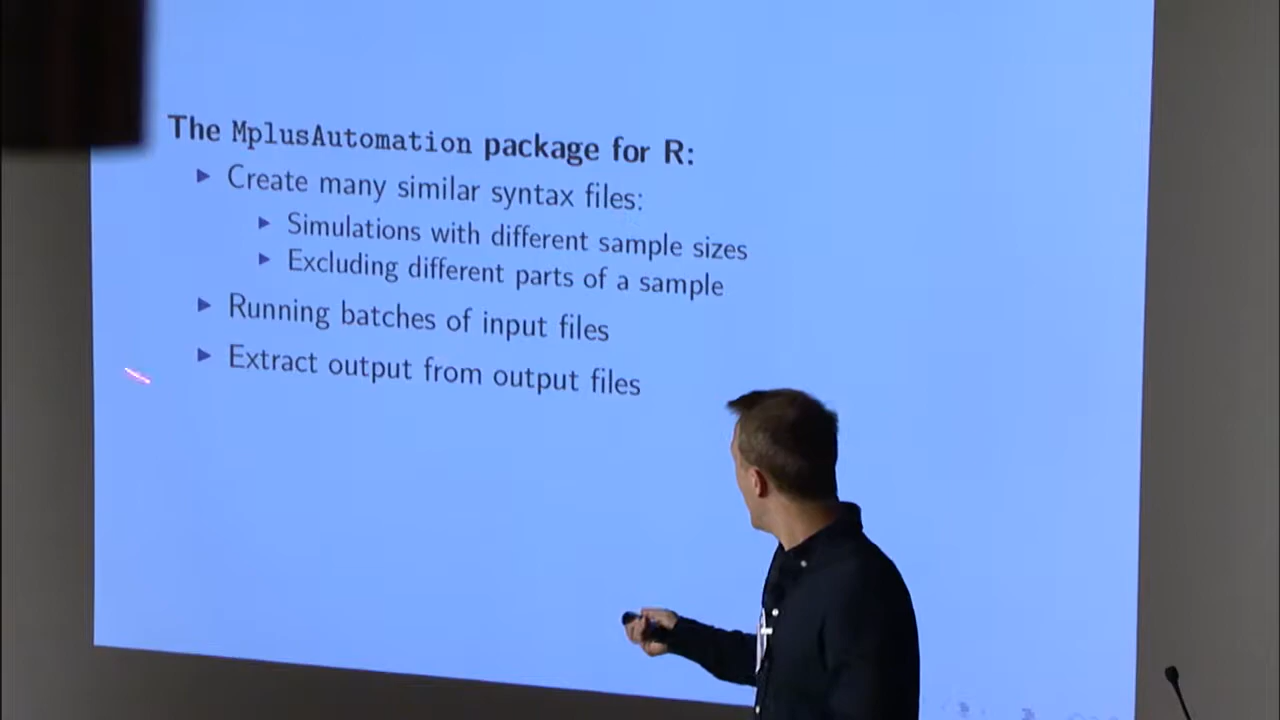 The MplusAutomation package for R:
▶ Create many similar syntax files:
▶ Simulations with different sample sizes
▶ Excluding different parts of a sample
▶ Running batches of input files
▶ Extract output from output files